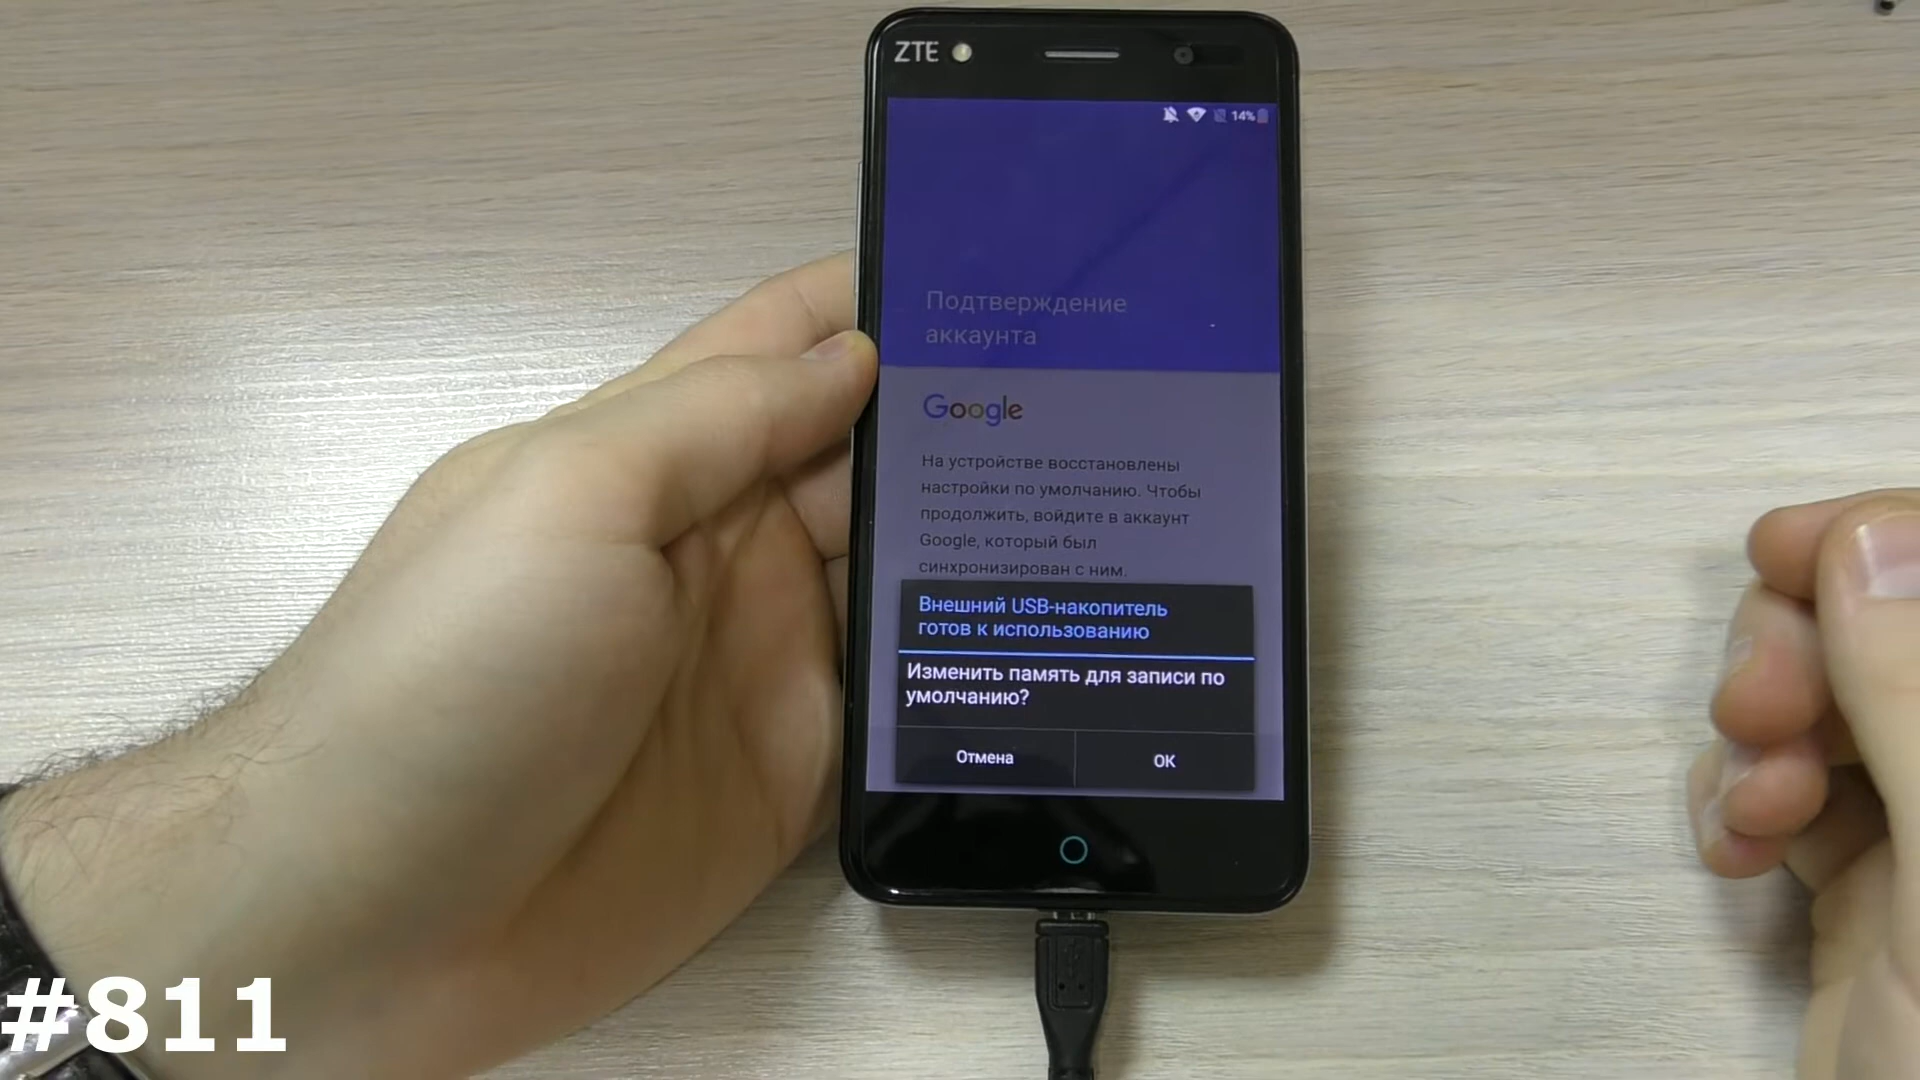 ZTE
14%
Подтверждение
аккаунта
Google
На устройстве восстановлены
настройки по умолчанию. Чтобы
продолжить, войдите в аккаунт
Google, который был
синхронизирован с ним.
Внешний USB-накопитель
готов к использованию
Изменить память для записи по
умолчанию?
Отмена
ОК
#811